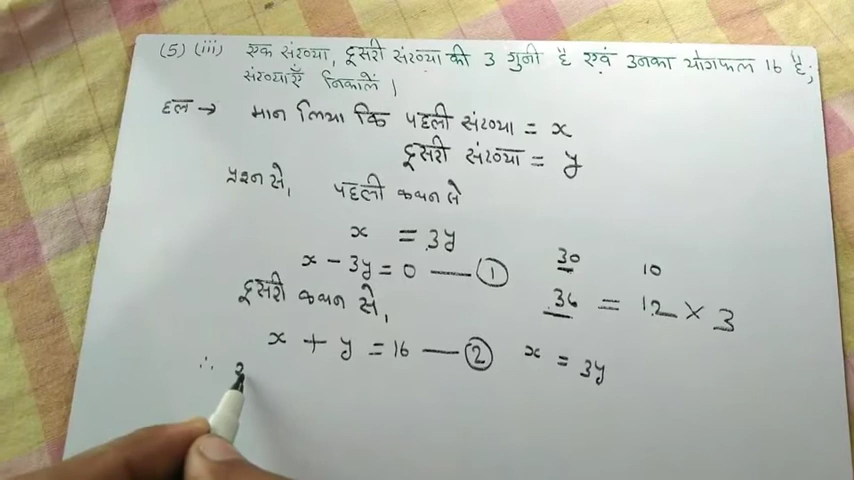 (5) (iii) एक संख्या, दूसरी संख्या की 3 गुनी है एवं उनका योगफल 16 है;
संख्याएँ निकालें।
हल → मान लिया कि पहली संख्या = x
दूसरी संख्या = y
प्रश्न से, पहली कथन से
x = 3y
x - 3y = 0 — ①
30 10
36 = 12 × 3
दूसरी कथन से,
x + y = 16 — ② x = 3y
∴